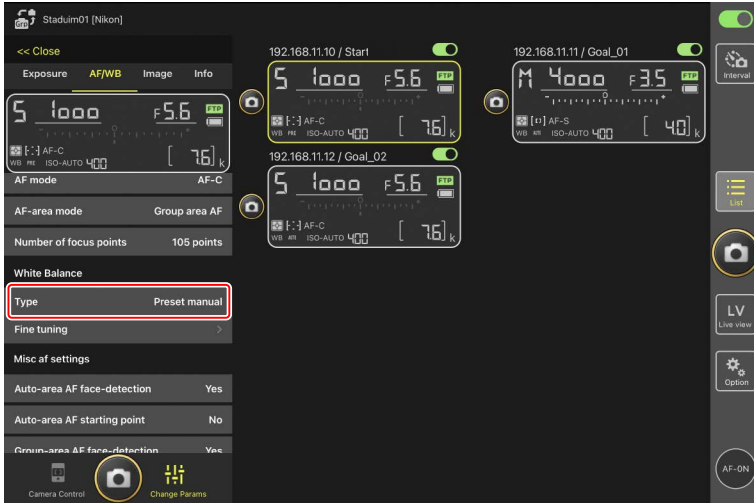 Grp Staduim01 [Nikon]
<< Close
Exposure AF/WB Image Info
S 1000 F5.6 FTP
AF-C
WB PRE ISO-AUTO 400 [ 7.6] k
AF mode AF-C
AF-area mode Group area AF
Number of focus points 105 points
White Balance
Type Preset manual
Fine tuning >
Misc af settings
Auto-area AF face-detection Yes
Auto-area AF starting point No
Group-area AF face-detection Yes
Camera Control
Change Params
192.168.11.10 / Start
S 1000 F5.6 FTP
AF-C
WB PRE ISO-AUTO 400 [ 7.6] k
192.168.11.11 / Goal_01
M 4000 F3.5 FTP
AF-S
WB ISO-AUTO 400 [ 4.0] k
192.168.11.12 / Goal_02
S 1000 F5.6 FTP
AF-C
WB ISO-AUTO 400 [ 7.6] k
Interval
List
LV
Live view
Option
AF-ON